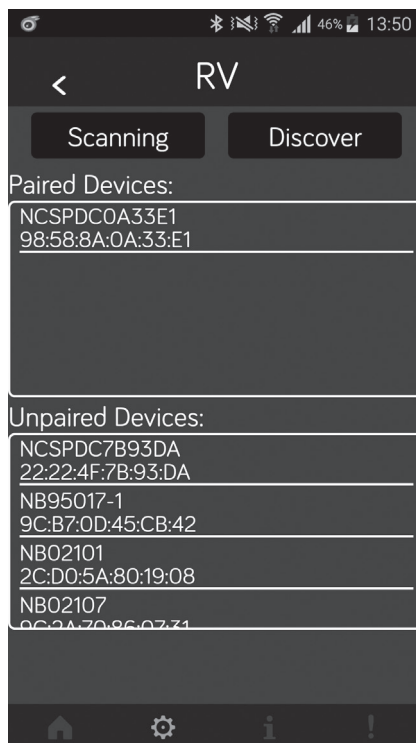 46% 13:50
< RV
Scanning Discover
Paired Devices:
NCSPDC0A33E1
98:58:8A:0A:33:E1
Unpaired Devices:
NCSPDC7B93DA
22:22:4F:7B:93:DA
NB95017-1
9C:B7:0D:45:CB:42
NB02101
2C:D0:5A:80:19:08
NB02107